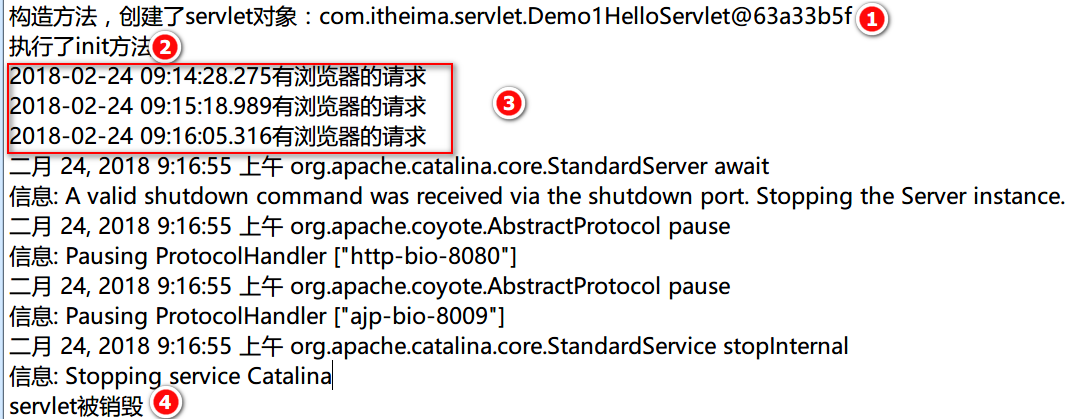 构造方法，创建了servlet对象：com.itheima.servlet.Demo1HelloServlet@63a33b5f 1
执行了init方法 2
2018-02-24 09:14:28.275有浏览器的请求
2018-02-24 09:15:18.989有浏览器的请求 3
2018-02-24 09:16:05.316有浏览器的请求
二月 24, 2018 9:16:55 上午 org.apache.catalina.core.StandardServer await
信息: A valid shutdown command was received via the shutdown port. Stopping the Server instance.
二月 24, 2018 9:16:55 上午 org.apache.coyote.AbstractProtocol pause
信息: Pausing ProtocolHandler ["http-bio-8080"]
二月 24, 2018 9:16:55 上午 org.apache.coyote.AbstractProtocol pause
信息: Pausing ProtocolHandler ["ajp-bio-8009"]
二月 24, 2018 9:16:55 上午 org.apache.catalina.core.StandardService stopInternal
信息: Stopping service Catalina
servlet被销毁 4